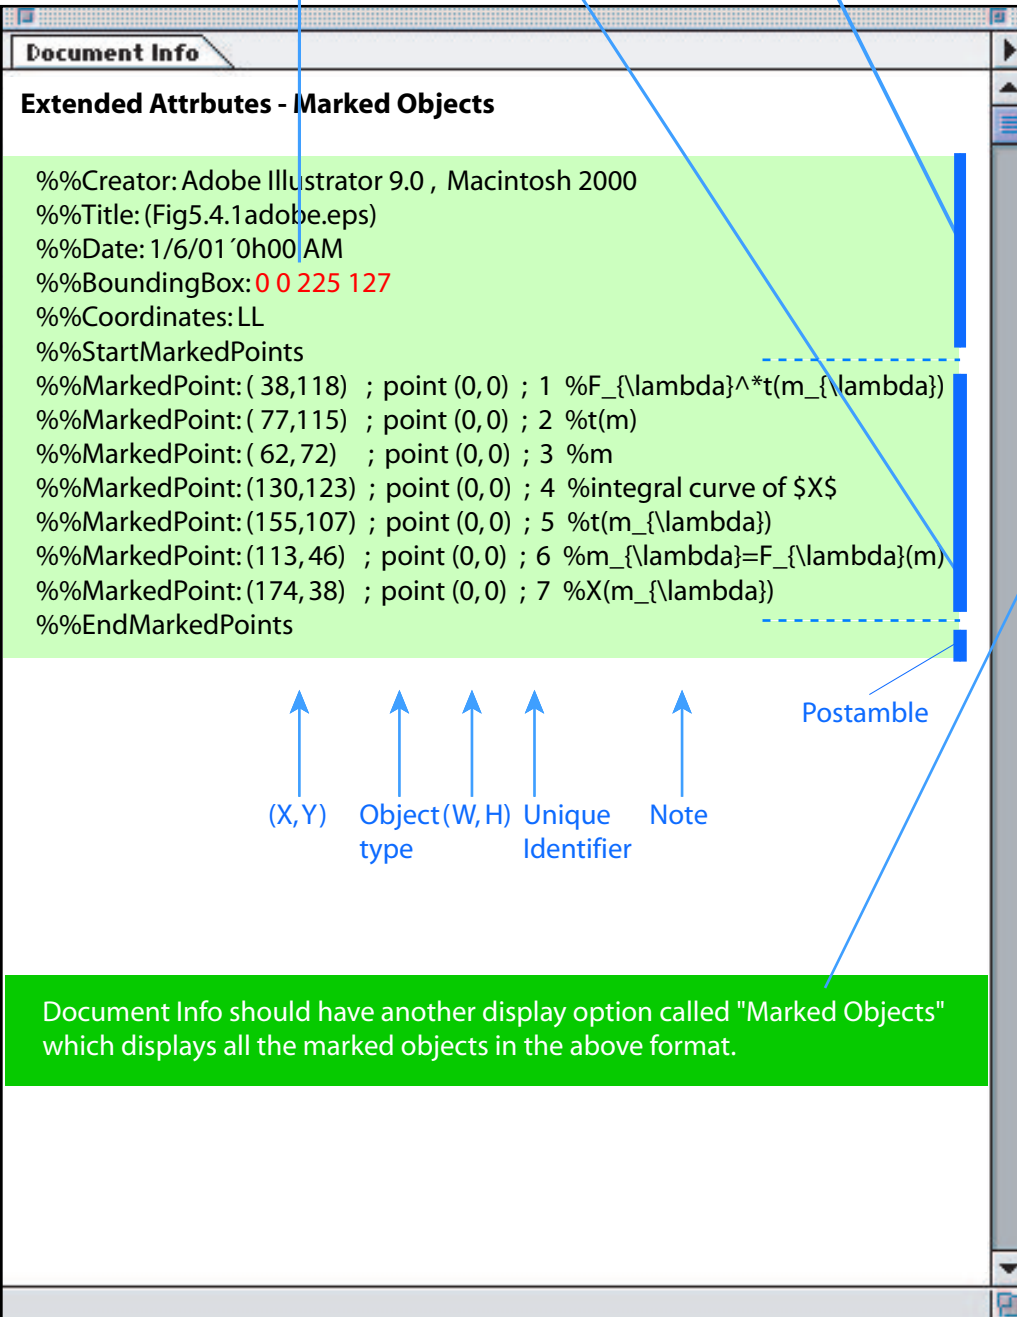 Document Info
Extended Attrbutes - Marked Objects
%%Creator: Adobe Illustrator 9.0 , Macintosh 2000
%%Title: (Fig5.4.1adobe.eps)
%%Date: 1/6/01´0h00 AM
%%BoundingBox: 0 0 225 127
%%Coordinates: LL
%%StartMarkedPoints
%%MarkedPoint: ( 38,118) ; point (0, 0) ; 1 %F_{\lambda}^*t(m_{\lambda})
%%MarkedPoint: ( 77,115) ; point (0, 0) ; 2 %t(m)
%%MarkedPoint: ( 62, 72) ; point (0, 0) ; 3 %m
%%MarkedPoint: (130,123) ; point (0, 0) ; 4 %integral curve of $X$
%%MarkedPoint: (155,107) ; point (0, 0) ; 5 %t(m_{\lambda})
%%MarkedPoint: (113, 46) ; point (0, 0) ; 6 %m_{\lambda}=F_{\lambda}(m)
%%MarkedPoint: (174, 38) ; point (0, 0) ; 7 %X(m_{\lambda})
%%EndMarkedPoints
Postamble
(X, Y) Object (W, H) Unique Note
type Identifier
Document Info should have another display option called "Marked Objects"
which displays all the marked objects in the above format.